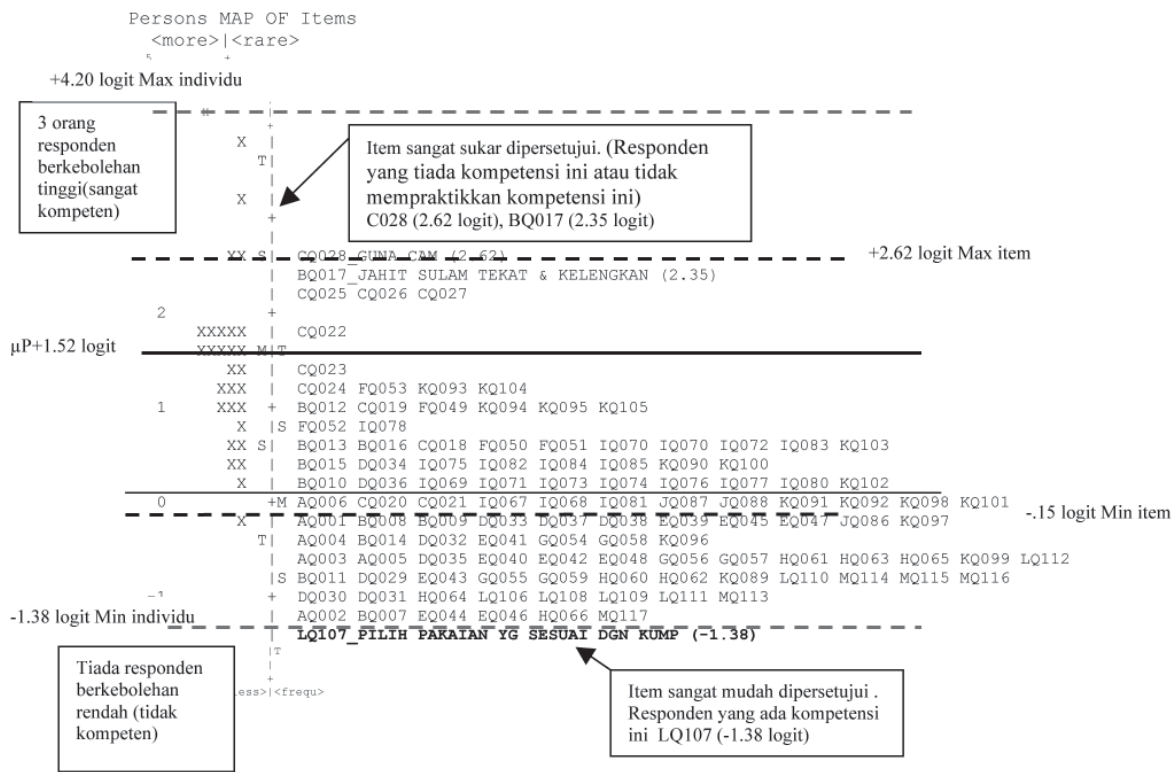 Persons MAP OF Items
<more>|<rare>
5 +
+4.20 logit Max individu
3 orang
responden
berkebolehan
tinggi(sangat
kompeten)
X
+
X |
T|
X |
+
Item sangat sukar dipersetujui. (Responden
yang tiada kompetensi ini atau tidak
mempraktikkan kompetensi ini)
C028 (2.62 logit), BQ017 (2.35 logit)
XX S| CQ028_GUNA CAM (2.62)
+2.62 logit Max item
| BQ017_JAHIT SULAM TEKAT & KELENGKAN (2.35)
| CQ025 CQ026 CQ027
2 +
XXXXX | CQ022
µP+1.52 logit
XXXXX M|T
XX | CQ023
XXX | CQ024 FQ053 KQ093 KQ104
1 XXX + BQ012 CQ019 FQ049 KQ094 KQ095 KQ105
X |S FQ052 IQ078
XX S| BQ013 BQ016 CQ018 FQ050 FQ051 IQ070 IQ070 IQ072 IQ083 KQ103
XX | BQ015 DQ034 IQ075 IQ082 IQ084 IQ085 KQ090 KQ100
X | BQ010 DQ036 IQ069 IQ071 IQ073 IQ074 IQ076 IQ077 IQ080 KQ102
0 +M AQ006 CQ020 CQ021 IQ067 IQ068 IQ081 JQ087 JQ088 KQ091 KQ092 KQ098 KQ101
-.15 logit Min item
X | AQ001 BQ008 BQ009 DQ033 DQ037 DQ038 EQ039 EQ045 EQ047 JQ086 KQ097
T| AQ004 BQ014 DQ032 EQ041 GQ054 GQ058 KQ096
| AQ003 AQ005 DQ035 EQ040 EQ042 EQ048 GQ056 GQ057 HQ061 HQ063 HQ065 KQ099 LQ112
|S BQ011 DQ029 EQ043 GQ055 GQ059 HQ060 HQ062 KQ089 LQ110 MQ114 MQ115 MQ116
-1 + DQ030 DQ031 HQ064 LQ106 LQ108 LQ109 LQ111 MQ113
-1.38 logit Min individu
| AQ002 BQ007 EQ044 EQ046 HQ066 MQ117
| LQ107_PILIH PAKAIAN YG SESUAI DGN KUMP (-1.38)
|T
+
ess>|<frequ>
Tiada responden
berkebolehan
rendah (tidak
kompeten)
Item sangat mudah dipersetujui .
Responden yang ada kompetensi
ini LQ107 (-1.38 logit)